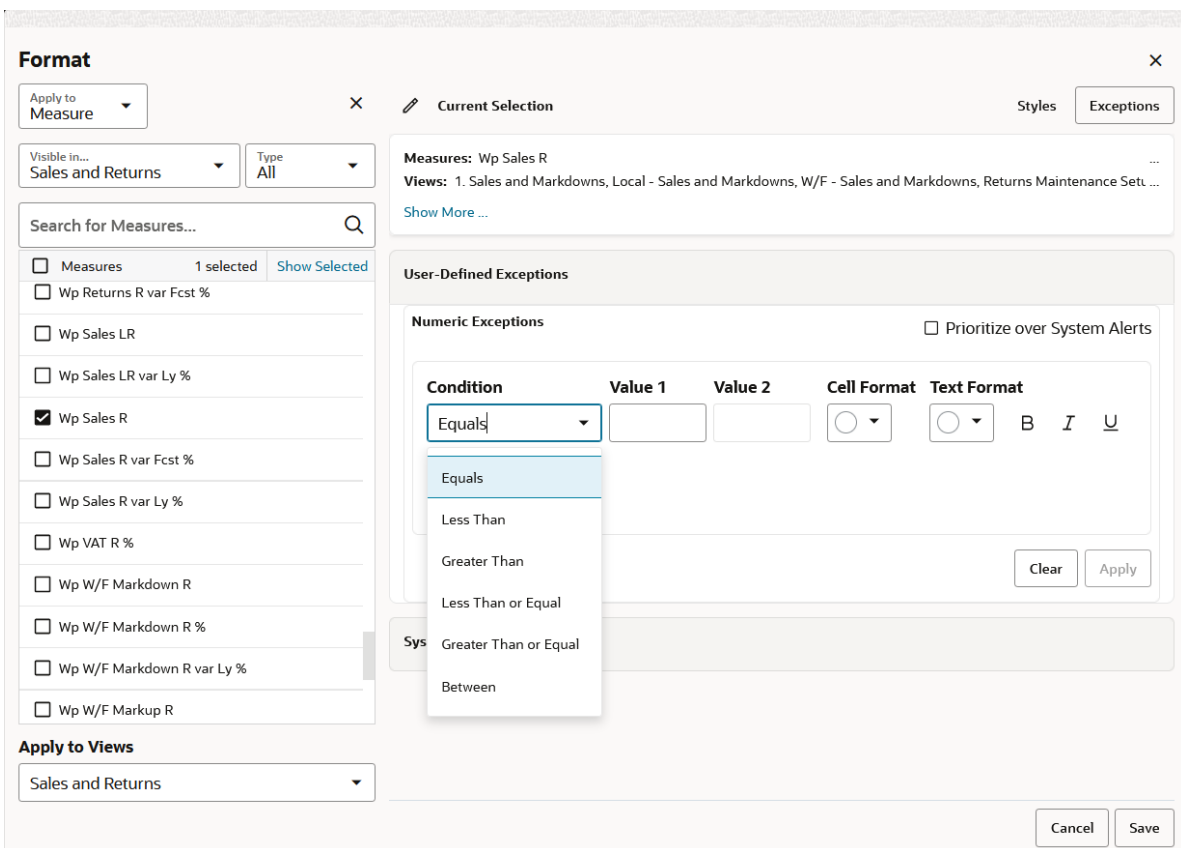 Format
Apply to
Measure
Visible in...
Sales and Returns
Type
All
Search for Measures...
Measures 1 selected Show Selected
Wp Returns R var Fcst %
Wp Sales LR
Wp Sales LR var Ly %
Wp Sales R
Wp Sales R var Fcst %
Wp Sales R var Ly %
Wp VAT R %
Wp W/F Markdown R
Wp W/F Markdown R %
Wp W/F Markdown R var Ly %
Wp W/F Markup R
Apply to Views
Sales and Returns
Current Selection Styles Exceptions
Measures: Wp Sales R ...
Views: 1. Sales and Markdowns, Local - Sales and Markdowns, W/F - Sales and Markdowns, Returns Maintenance Setu ...
Show More ...
User-Defined Exceptions
Numeric Exceptions
Prioritize over System Alerts
Condition Value 1 Value 2 Cell Format Text Format
Equals B I U
Equals
Less Than
Greater Than
Less Than or Equal
Greater Than or Equal
Between
Clear Apply
Sys
Cancel Save